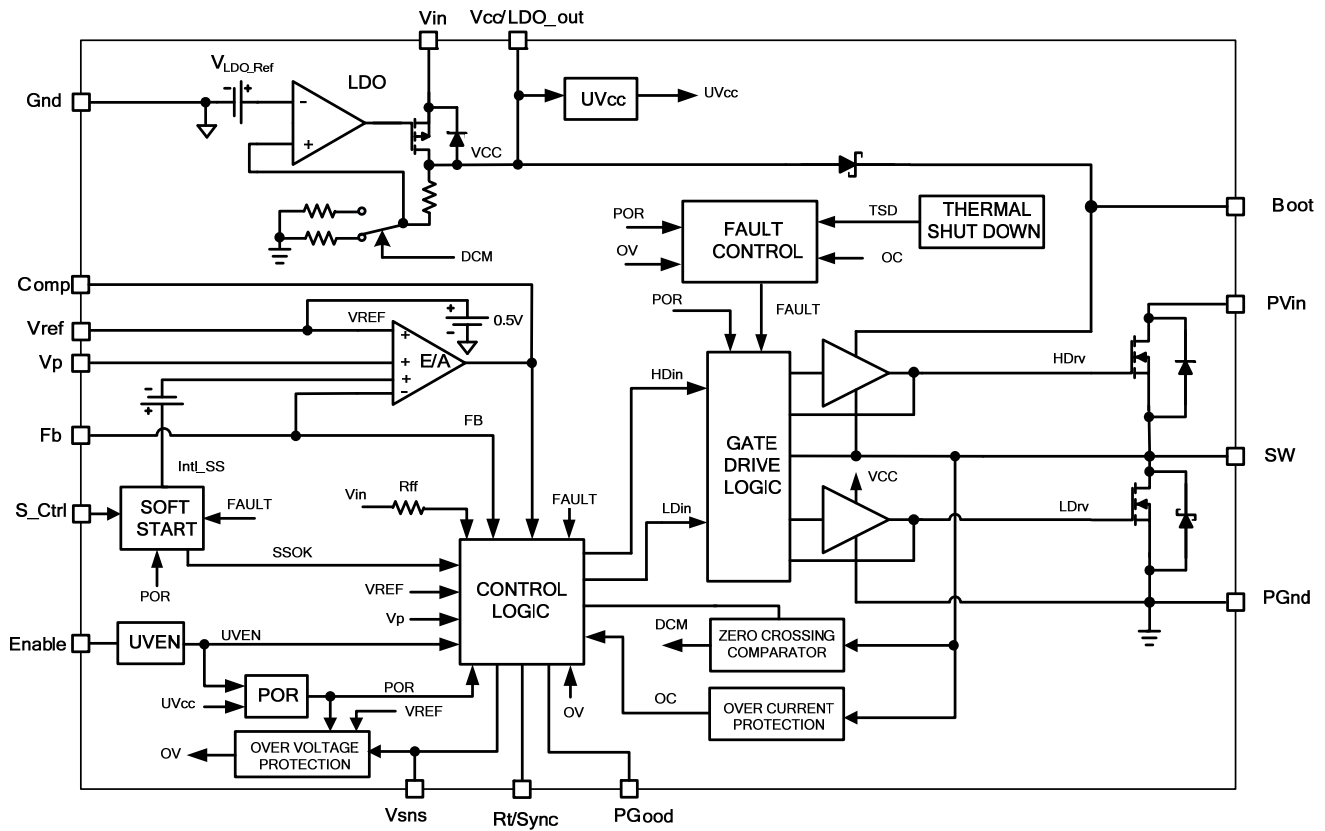 Vin
Vcc/LDO_out
VLDO_Ref
- +
LDO
Gnd
-
+
UVcc
UVcc
VCC
DCM
POR
OV
FAULT
CONTROL
TSD
OC
THERMAL
SHUT DOWN
Boot
Comp
Vref
VREF
+
-
0.5V
Vp
+
+
+
-
E/A
-
+
Fb
FB
Intl_SS
POR
FAULT
PVin
HDin
GATE
DRIVE
LOGIC
HDrv
SW
VCC
LDin
LDrv
PGnd
S_Ctrl
SOFT
START
FAULT
POR
Vin
Rff
FAULT
SSOK
VREF
Vp
CONTROL
LOGIC
Enable
UVEN
UVEN
DCM
ZERO CROSSING
COMPARATOR
UVcc
POR
POR
VREF
OV
OC
OVER CURRENT
PROTECTION
OV
OVER VOLTAGE
PROTECTION
Vsns
Rt/Sync
PGood